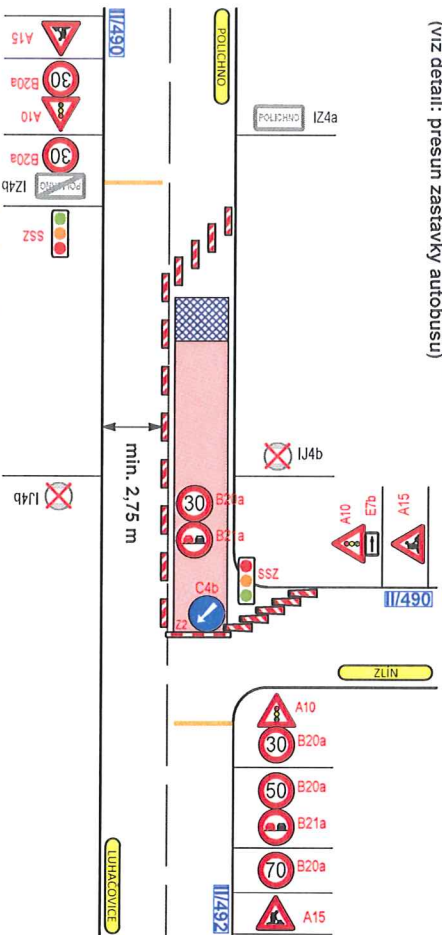 (viz detail: přesun zastávky autobusu)
II/490
POLICHNO
A15
B20a
30
A10
B20a
30
IZ4b
POLICHNO
SSZ
POLICHNO
IZ4a
IJ4b
IJ4b
min. 2,75 m
30
B20a
B21a
C4b
Z2
SSZ
A10
E7b
A15
II/490
ZLÍN
A10
30
B20a
50
B20a
B21a
70
B20a
A15
II/492
LUHAČOVICE